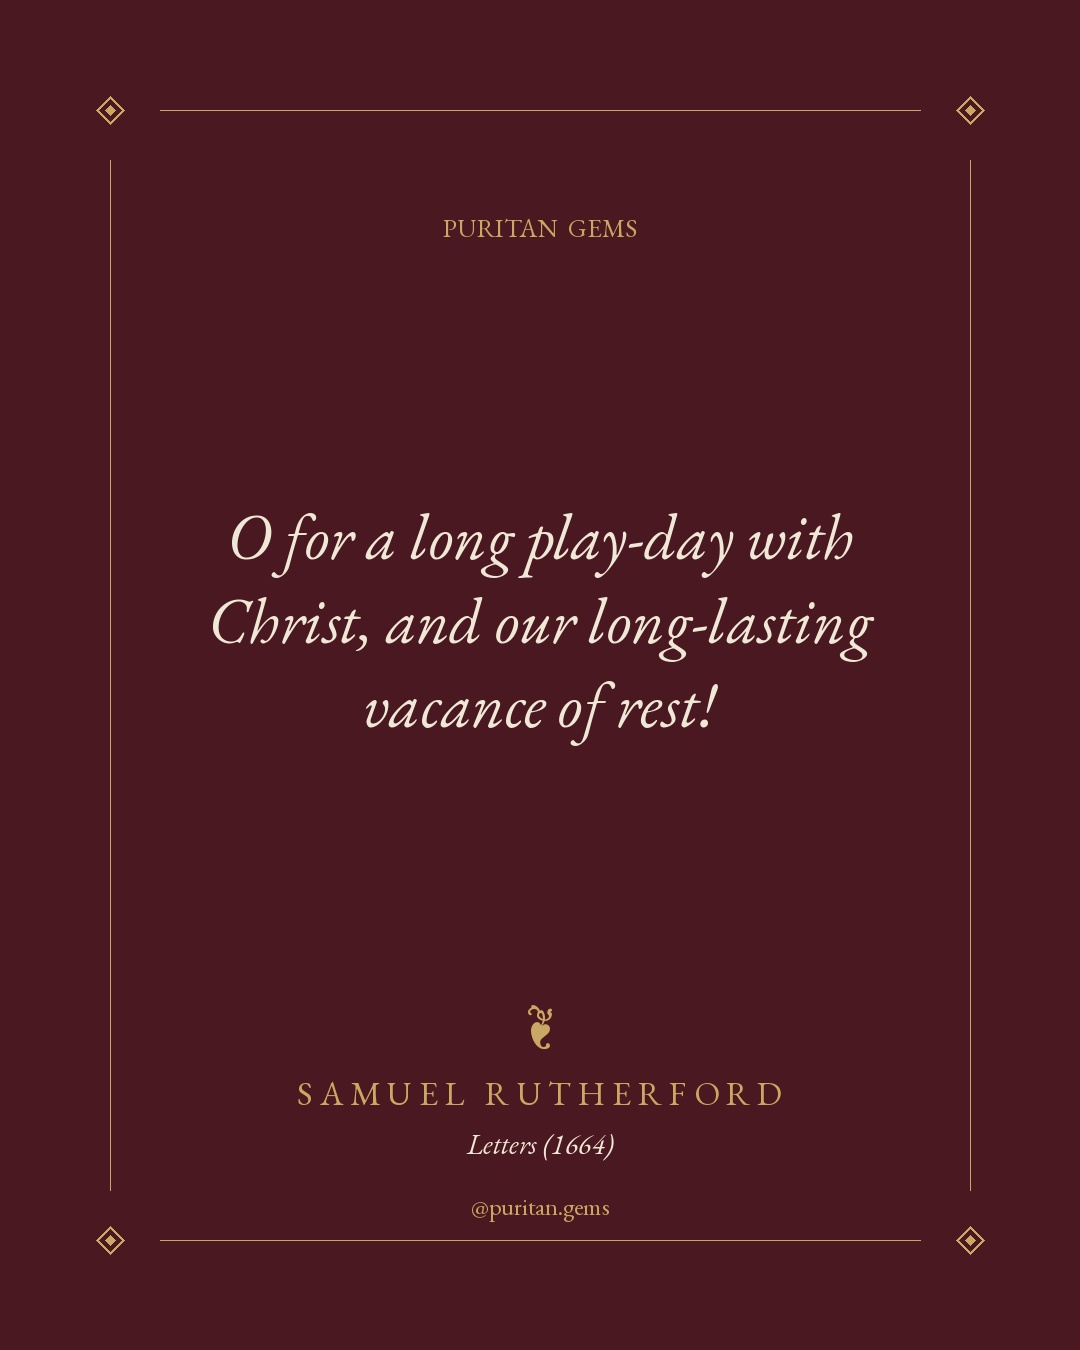 PURITAN GEMS
O for a long play-day with
Christ, and our long-lasting
vacance of rest!
SAMUEL RUTHERFORD
Letters (1664)
@puritan.gems